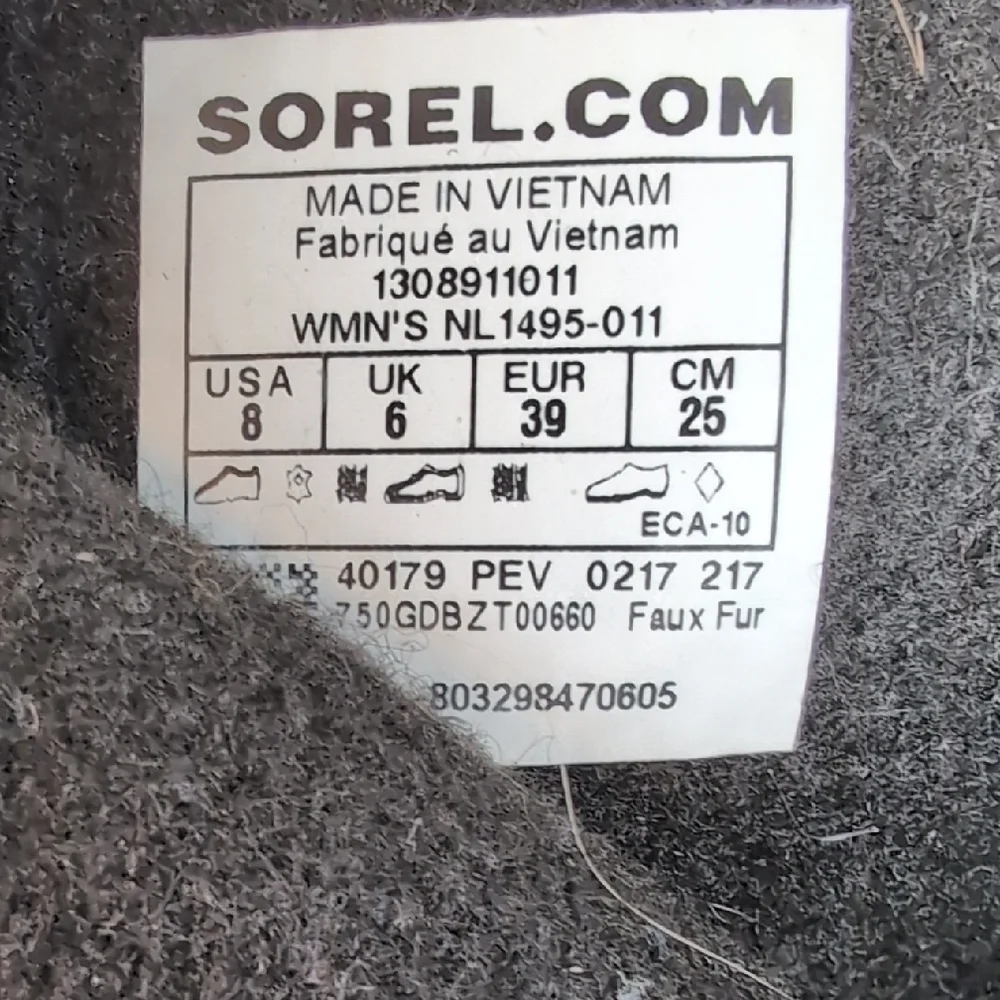 SOREL.COM
MADE IN VIETNAM
Fabriqué au Vietnam
1308911011
WMN'S NL1495-011
USA UK EUR CM
8 6 39 25
ECA-10
40179 PEV 0217 217
750GDBZT00660 Faux Fur
803298470605